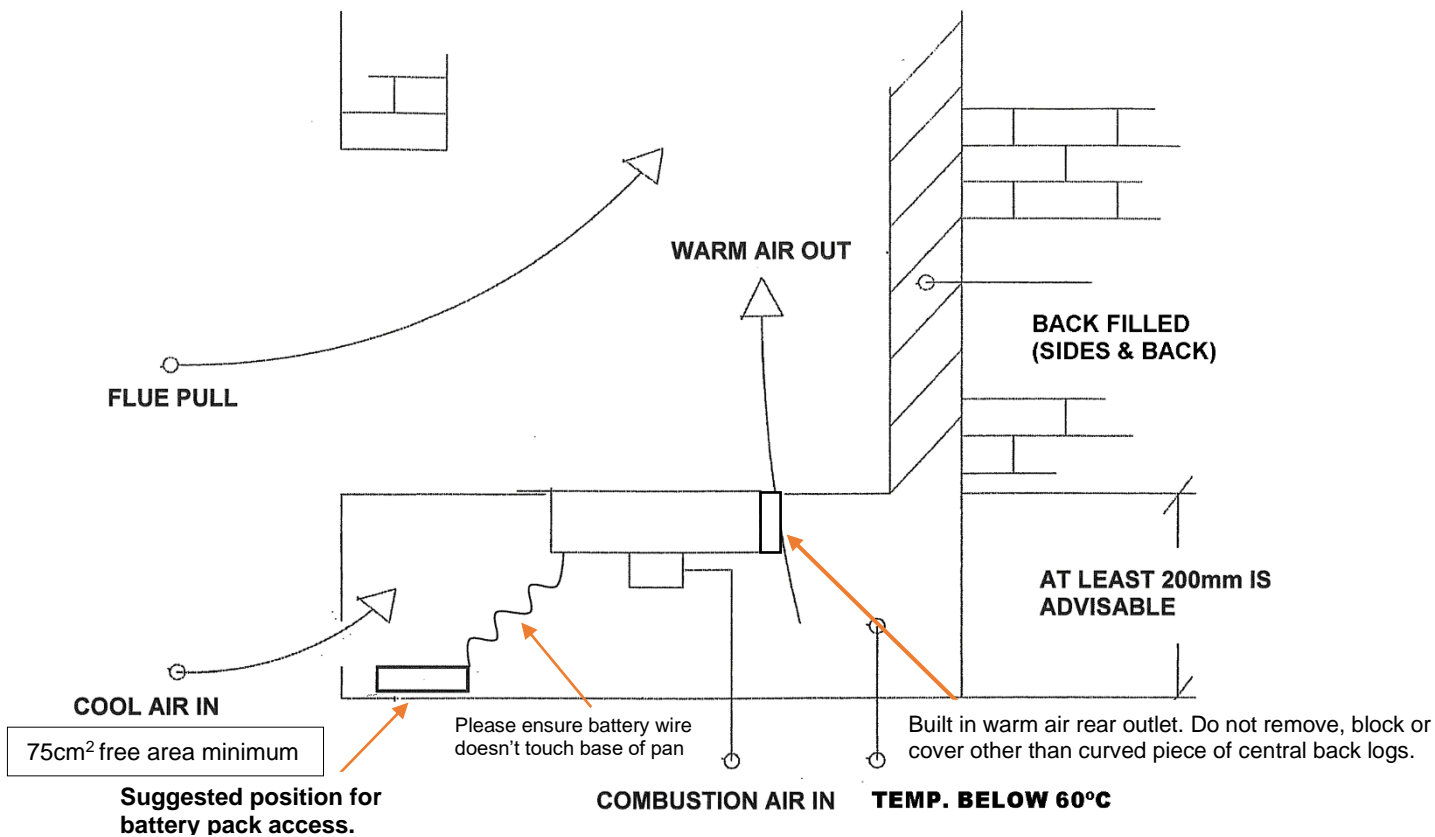 WARM AIR OUT
BACK FILLED
(SIDES & BACK)
FLUE PULL
AT LEAST 200mm IS
ADVISABLE
COOL AIR IN
75cm² free area minimum
Please ensure battery wire
doesn’t touch base of pan
Built in warm air rear outlet. Do not remove, block or
cover other than curved piece of central back logs.
Suggested position for
battery pack access.
COMBUSTION AIR IN
TEMP. BELOW 60ºC